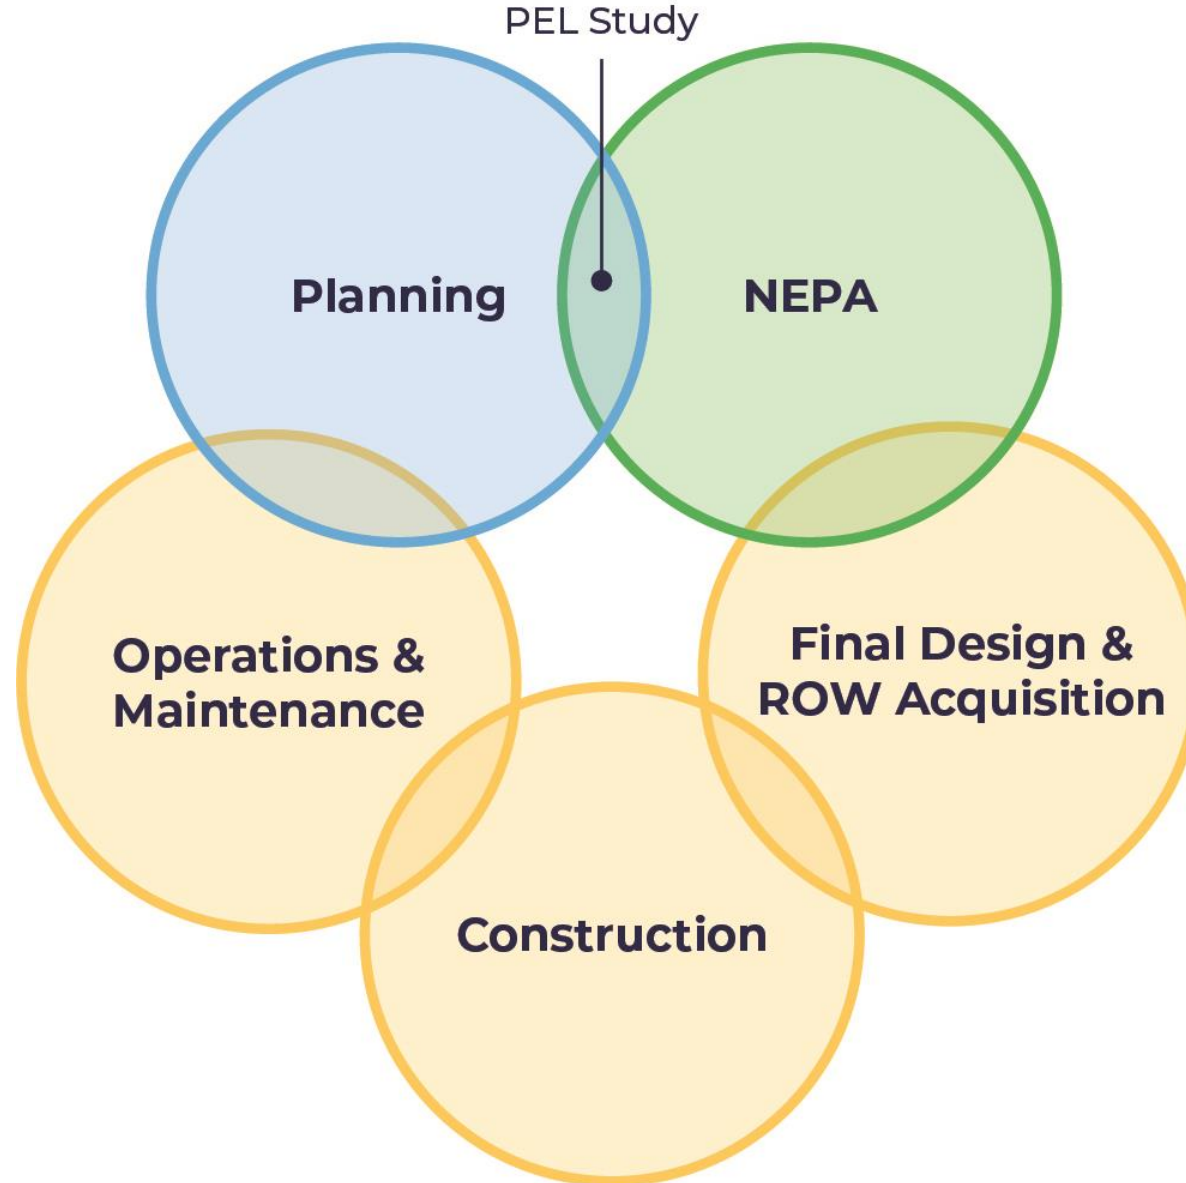 PEL Study
Planning
NEPA
Operations &
Maintenance
Final Design &
ROW Acquisition
Construction